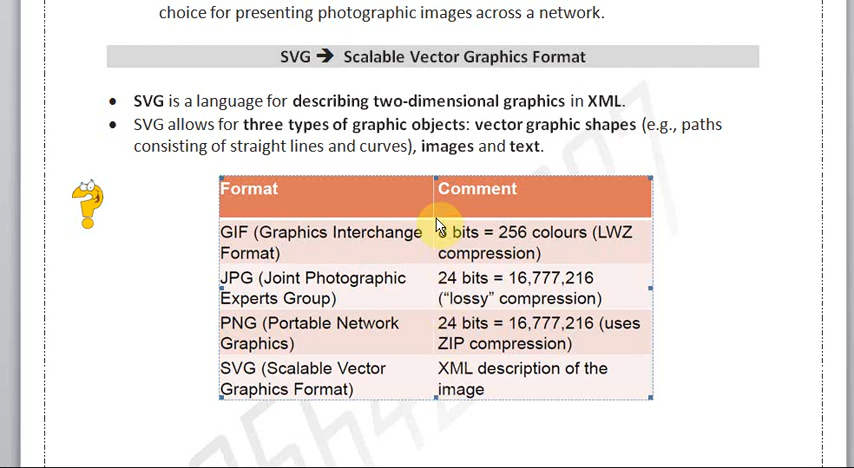 choice for presenting photographic images across a network.
SVG ➔ Scalable Vector Graphics Format
• SVG is a language for describing two-dimensional graphics in XML.
• SVG allows for three types of graphic objects: vector graphic shapes (e.g., paths
consisting of straight lines and curves), images and text.
Format Comment
GIF (Graphics Interchange 8 bits = 256 colours (LWZ
Format) compression)
JPG (Joint Photographic 24 bits = 16,777,216
Experts Group) (“lossy” compression)
PNG (Portable Network 24 bits = 16,777,216 (uses
Graphics) ZIP compression)
SVG (Scalable Vector XML description of the
Graphics Format) image